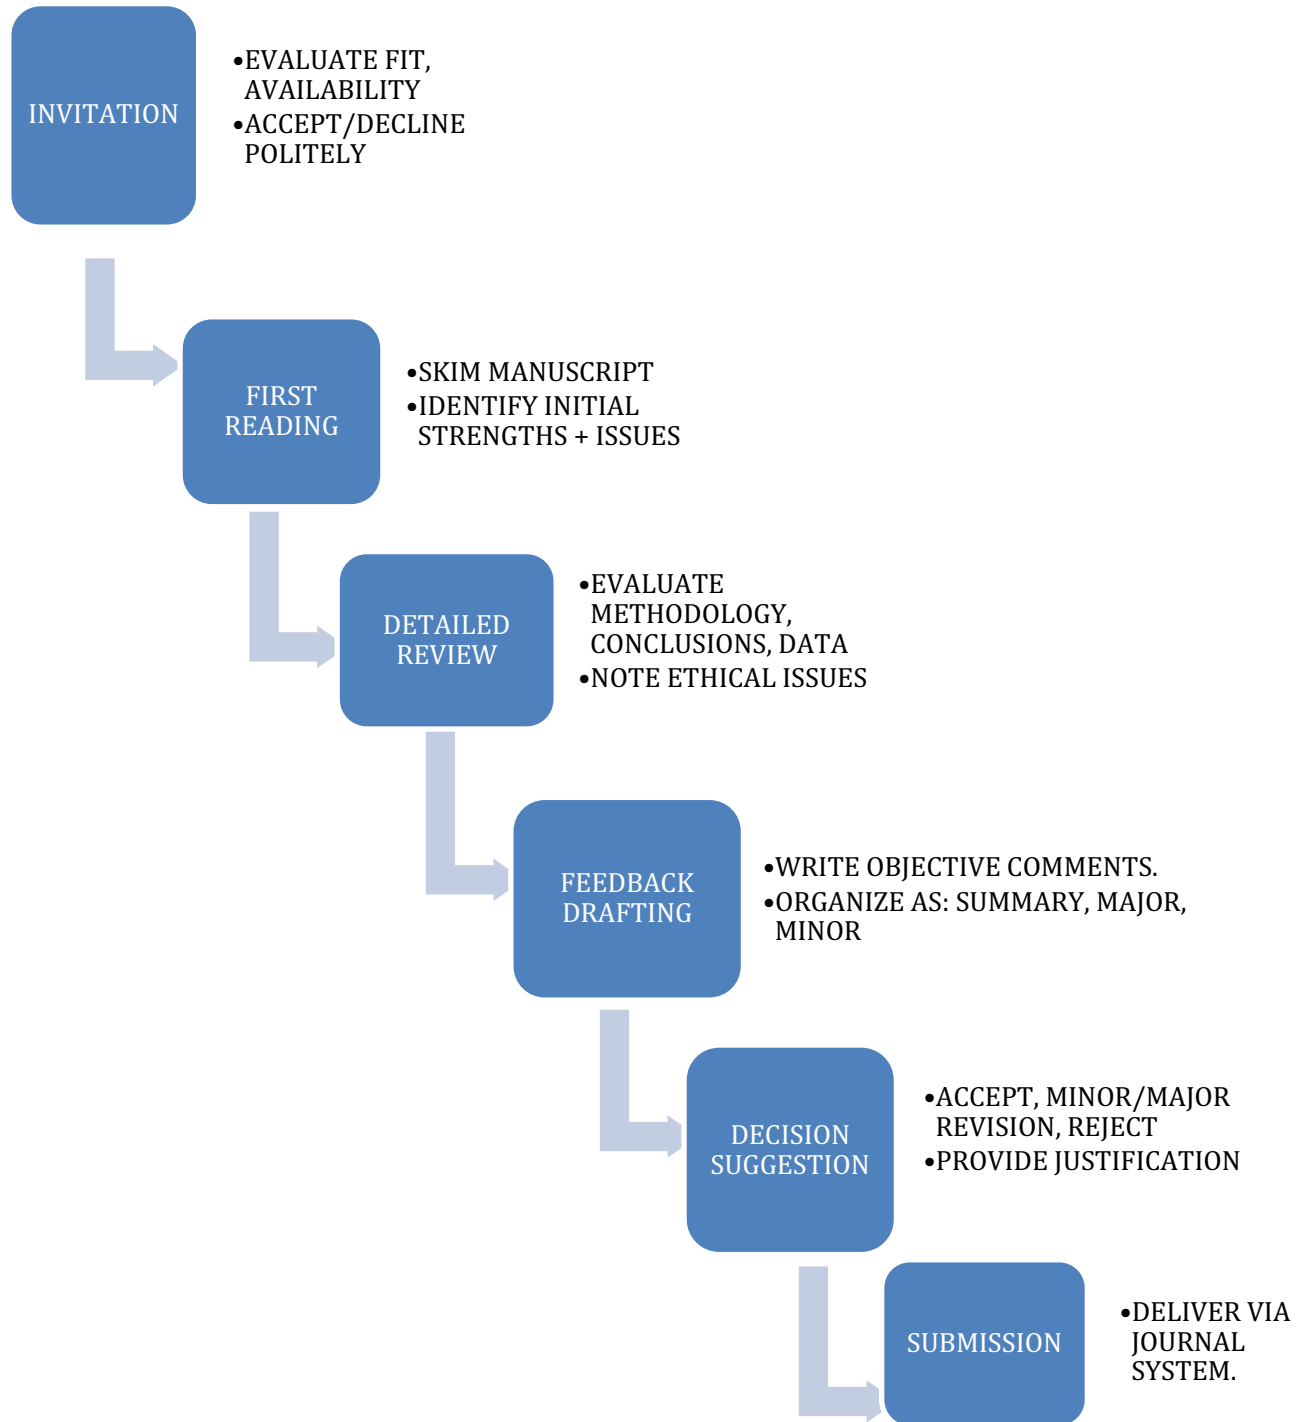 INVITATION
•EVALUATE FIT,
AVAILABILITY
•ACCEPT/DECLINE
POLITELY
FIRST
READING
•SKIM MANUSCRIPT
•IDENTIFY INITIAL
STRENGTHS + ISSUES
DETAILED
REVIEW
•EVALUATE
METHODOLOGY,
CONCLUSIONS, DATA
•NOTE ETHICAL ISSUES
FEEDBACK
DRAFTING
•WRITE OBJECTIVE COMMENTS.
•ORGANIZE AS: SUMMARY, MAJOR,
MINOR
DECISION
SUGGESTION
•ACCEPT, MINOR/MAJOR
REVISION, REJECT
•PROVIDE JUSTIFICATION
SUBMISSION
•DELIVER VIA
JOURNAL
SYSTEM.